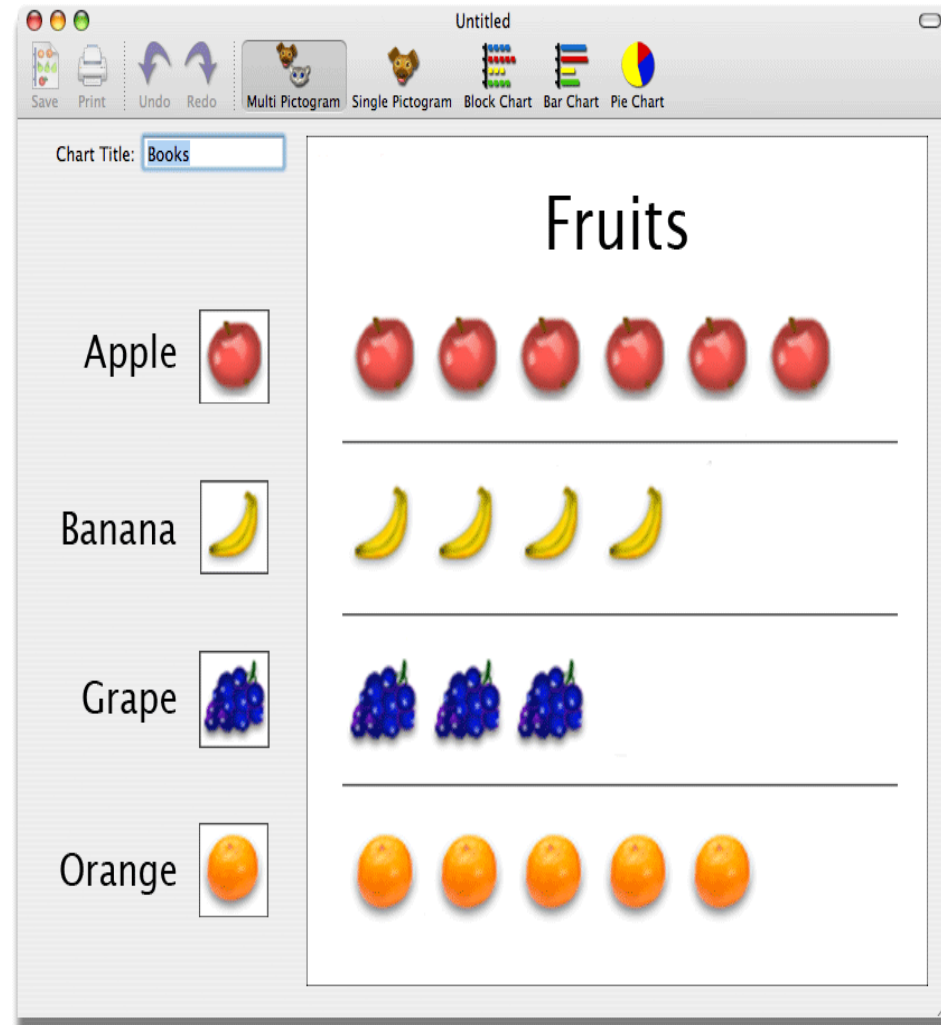 Untitled
Save Print Undo Redo Multi Pictogram Single Pictogram Block Chart Bar Chart Pie Chart
Chart Title: Books
Fruits
Apple
Banana
Grape
Orange